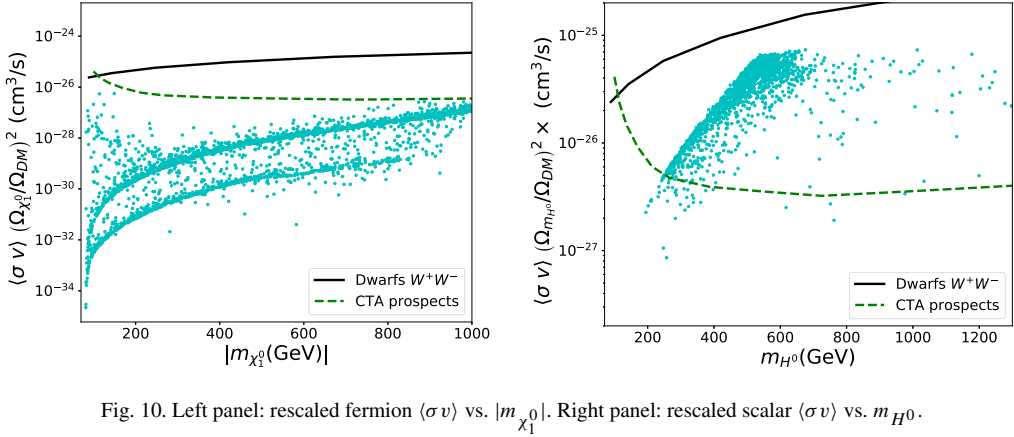 ⟨σ v⟩ (Ω_{χ_1^0}/Ω_{DM})^2 (cm^3/s)
10^{−24}
10^{−26}
10^{−28}
10^{−30}
10^{−32}
10^{−34}
Dwarfs W^+W^−
CTA prospects
200 400 600 800 1000
|m_{χ_1^0}(GeV)|
⟨σ v⟩ (Ω_{m_{H^0}}/Ω_{DM})^2 × (cm^3/s)
10^{−25}
10^{−26}
10^{−27}
Dwarfs W^+W^−
CTA prospects
200 400 600 800 1000 1200
m_{H^0}(GeV)
Fig. 10. Left panel: rescaled fermion ⟨σv⟩ vs. |m_{χ_1^0}|. Right panel: rescaled scalar ⟨σv⟩ vs. m_{H^0}.